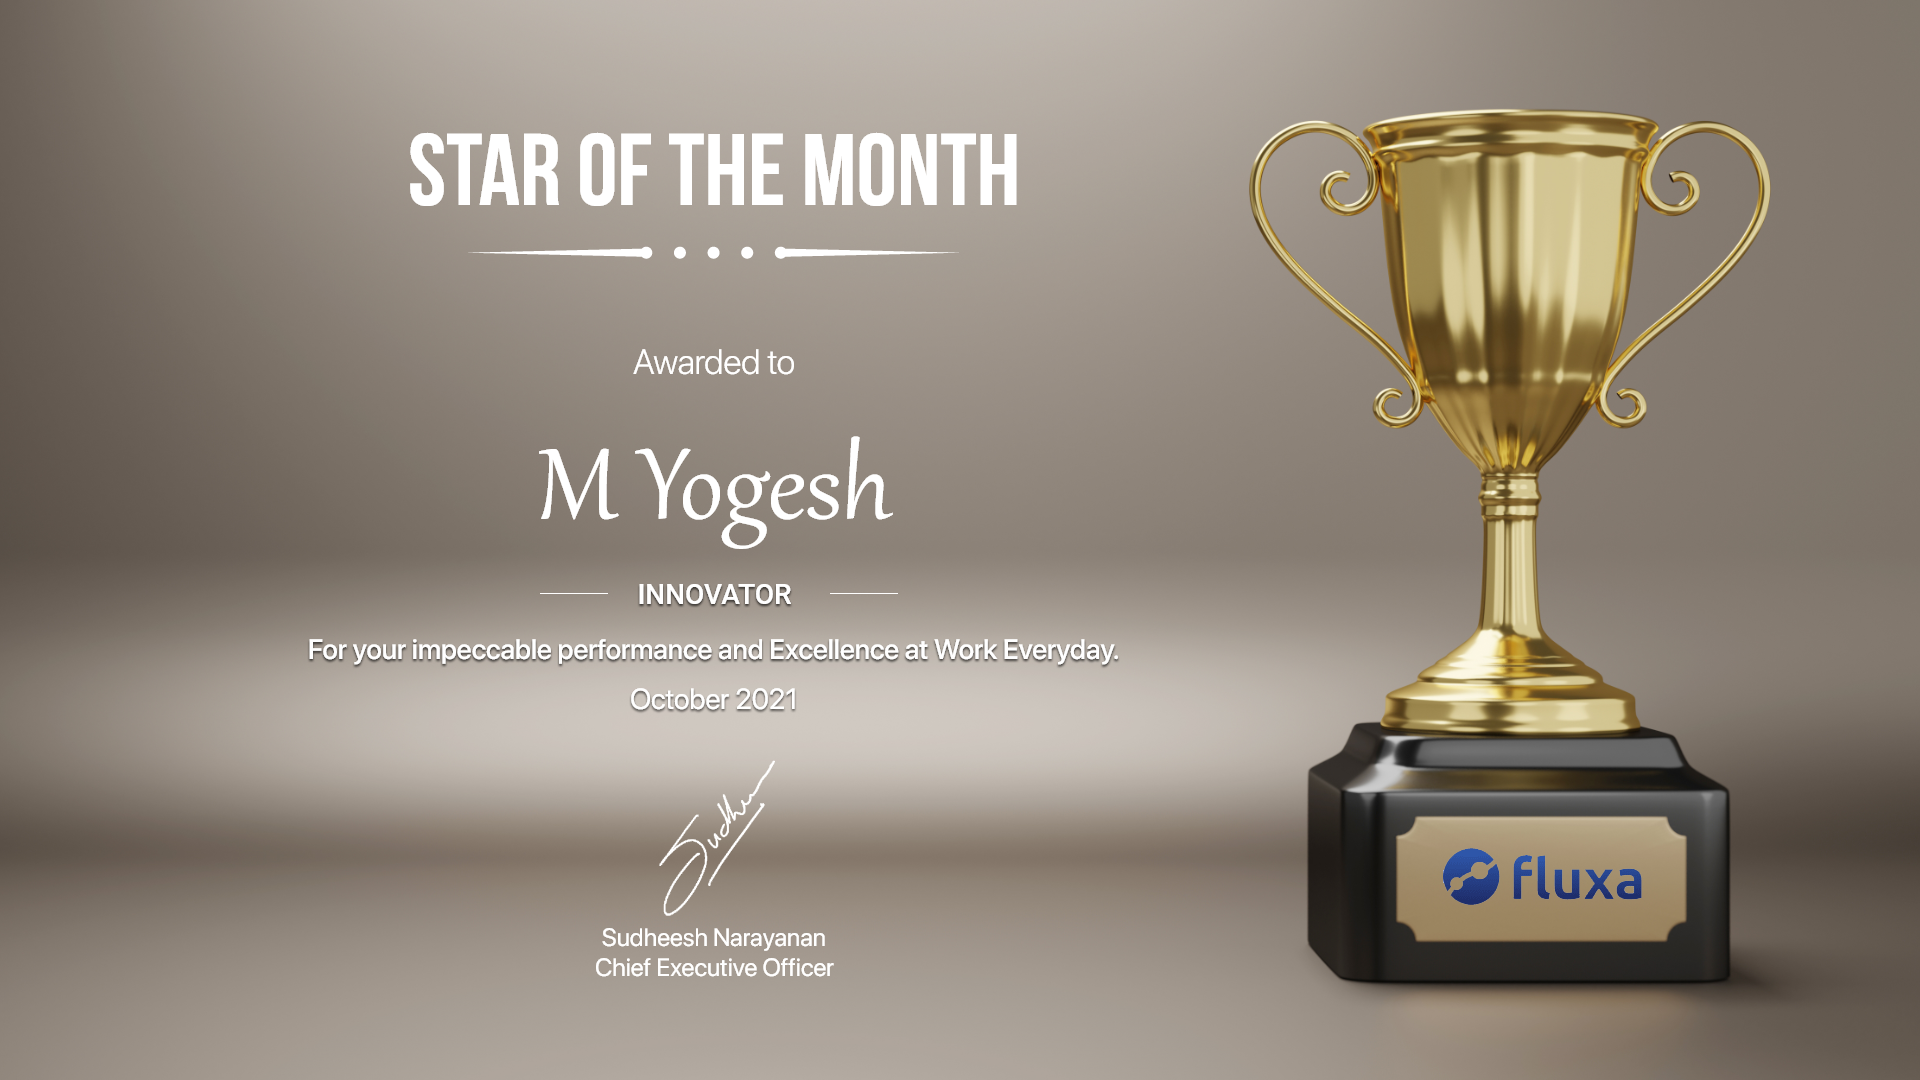 STAR OF THE MONTH
Awarded to
M Yogesh
INNOVATOR
For your impeccable performance and Excellence at Work Everyday.
October 2021
Sudhee
Sudheesh Narayanan
Chief Executive Officer
fluxa